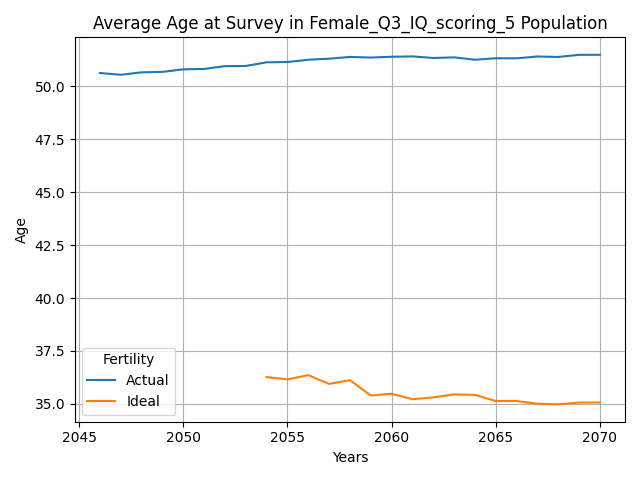 Average Age at Survey in Female_Q3_IQ_scoring_5 Population
Age
50.0
47.5
45.0
42.5
40.0
37.5
35.0
Fertility
Actual
Ideal
2045 2050 2055 2060 2065 2070
Years